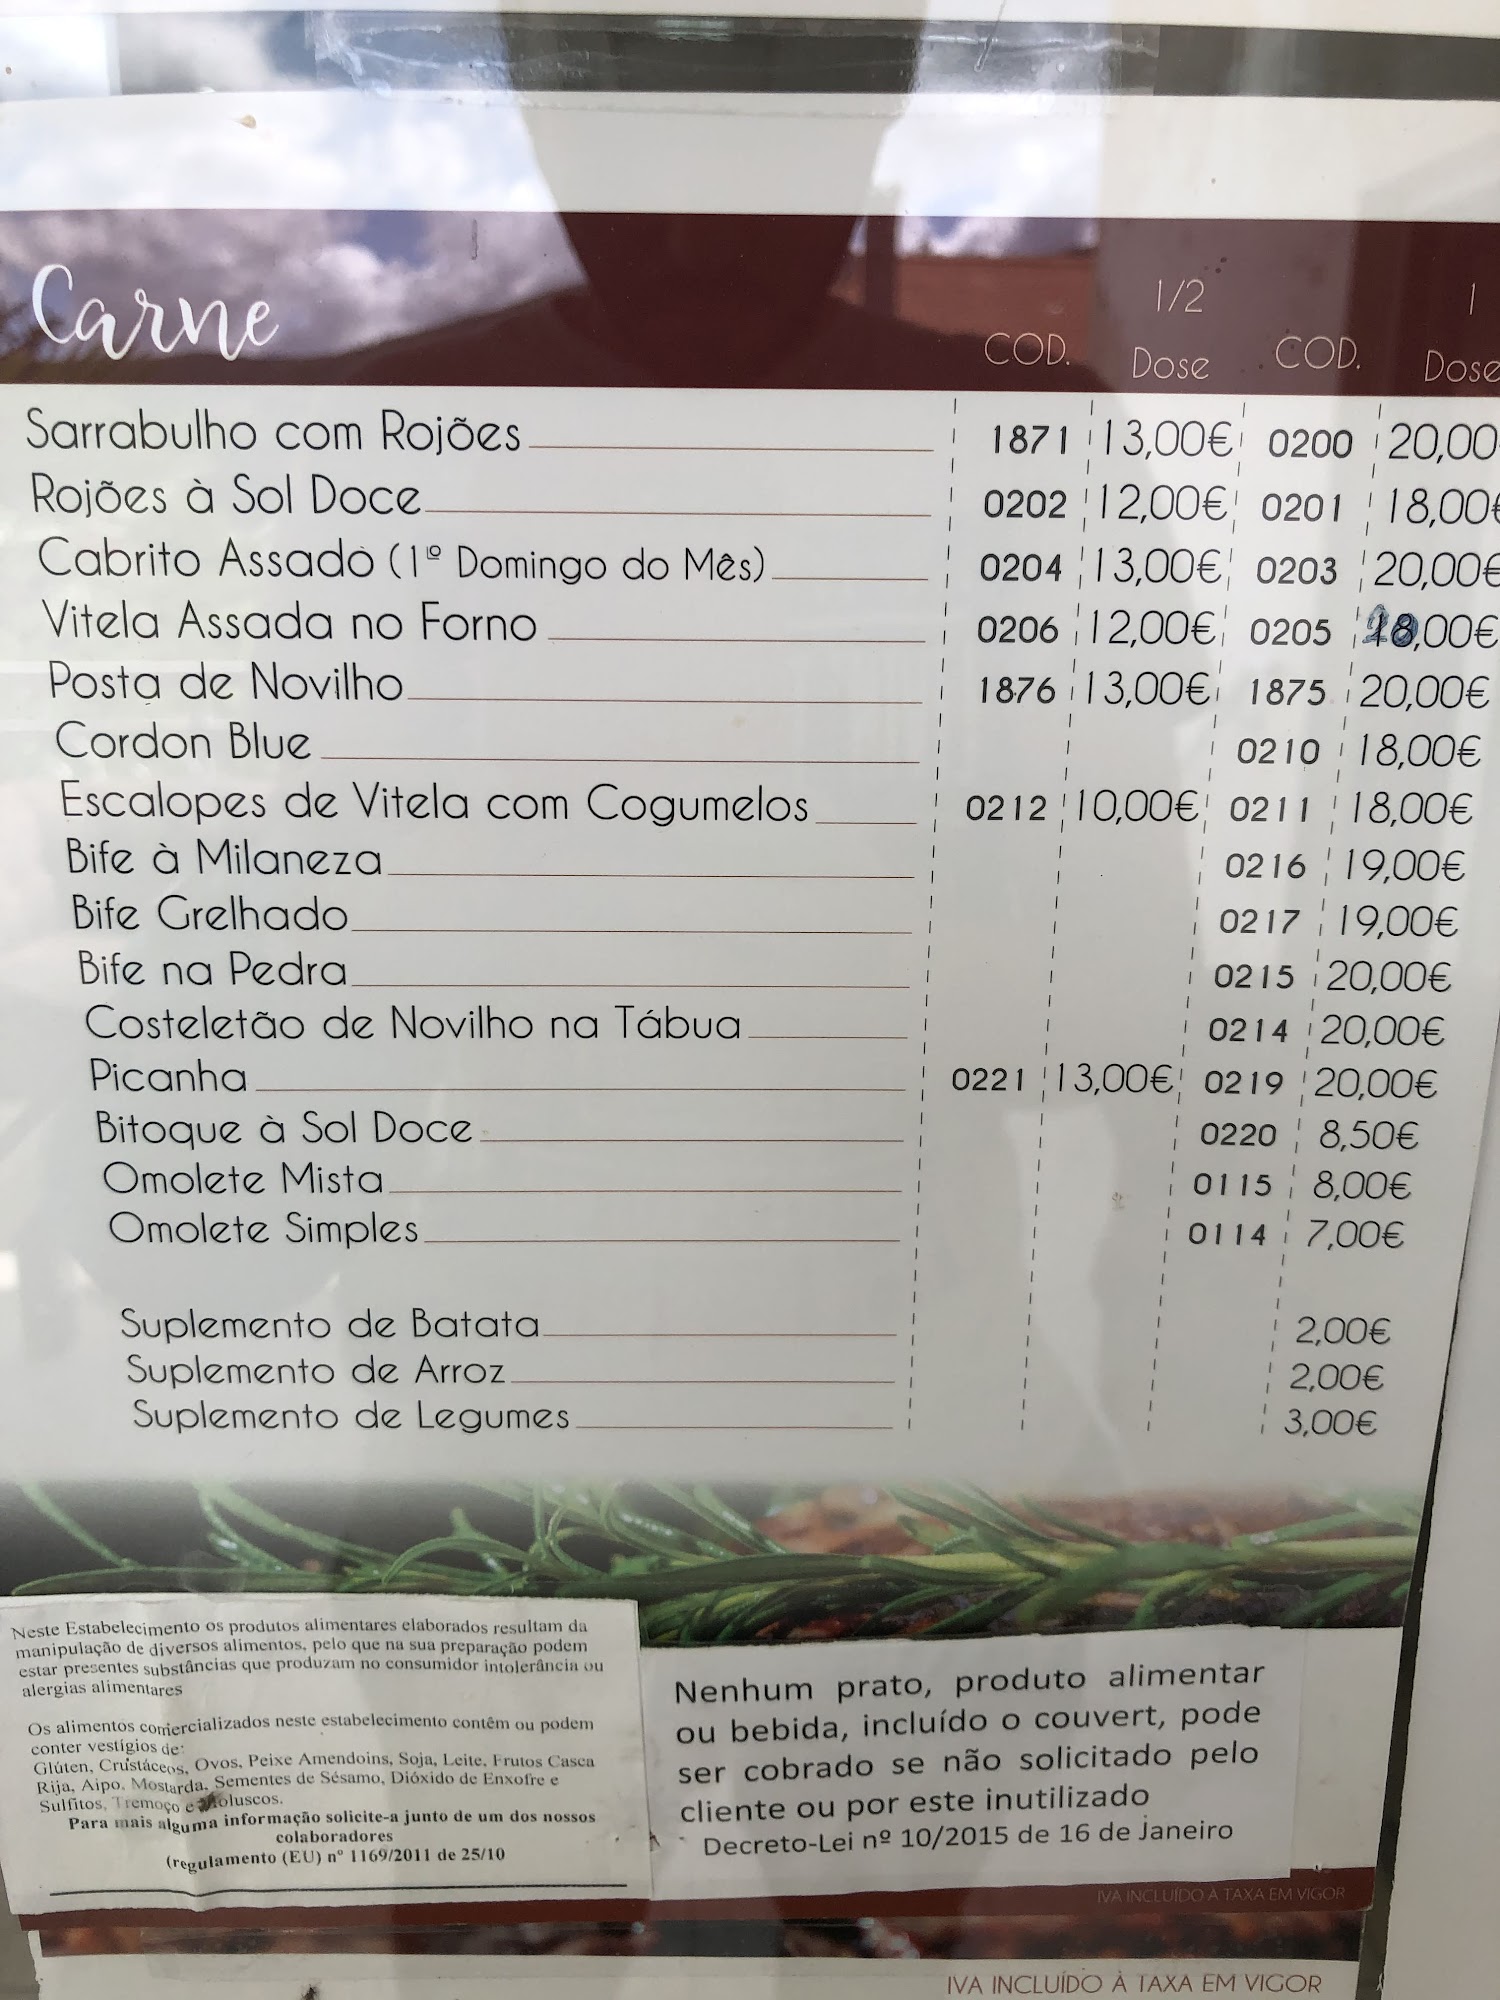 Carne
COD. 1/2 Dose COD. 1 Dose
Sarrabulho com Rojões 1871 13,00€ 0200 20,00
Rojões à Sol Doce 0202 12,00€ 0201 18,00€
Cabrito Assado (1º Domingo do Mês) 0204 13,00€ 0203 20,00€
Vitela Assada no Forno 0206 12,00€ 0205 20,00€
Posta de Novilho 1876 13,00€ 1875 20,00€
Cordon Blue 0210 18,00€
Escalopes de Vitela com Cogumelos 0212 10,00€ 0211 18,00€
Bife à Milaneza 0216 19,00€
Bife Grelhado 0217 19,00€
Bife na Pedra 0215 20,00€
Costeletão de Novilho na Tábua 0214 20,00€
Picanha 0221 13,00€ 0219 20,00€
Bitoque à Sol Doce 0220 8,50€
Omolete Mista 0115 8,00€
Omolete Simples 0114 7,00€
Suplemento de Batata 2,00€
Suplemento de Arroz 2,00€
Suplemento de Legumes 3,00€
Neste Estabelecimento os produtos alimentares elaborados resultam da
manipulação de diversos alimentos, pelo que na sua preparação podem
estar presentes substâncias que produzam no consumidor intolerância ou
alergias alimentares
Os alimentos comercializados neste estabelecimento contêm ou podem
conter vestígios de:
Glúten, Crustáceos, Ovos, Peixe Amendoins, Soja, Leite, Frutos Casca
Rija, Aipo, Mostarda, Sementes de Sésamo, Dióxido de Enxofre e
Sulfitos, Tremoço e Moluscos.
Para mais alguma informação solicite-a junto de um dos nossos
colaboradores
(regulamento (EU) nº 1169/2011 de 25/10
Nenhum prato, produto alimentar
ou bebida, incluído o couvert, pode
ser cobrado se não solicitado pelo
cliente ou por este inutilizado
Decreto-Lei nº 10/2015 de 16 de Janeiro
IVA INCLUÍDO À TAXA EM VIGOR
IVA INCLUÍDO À TAXA EM VIGOR